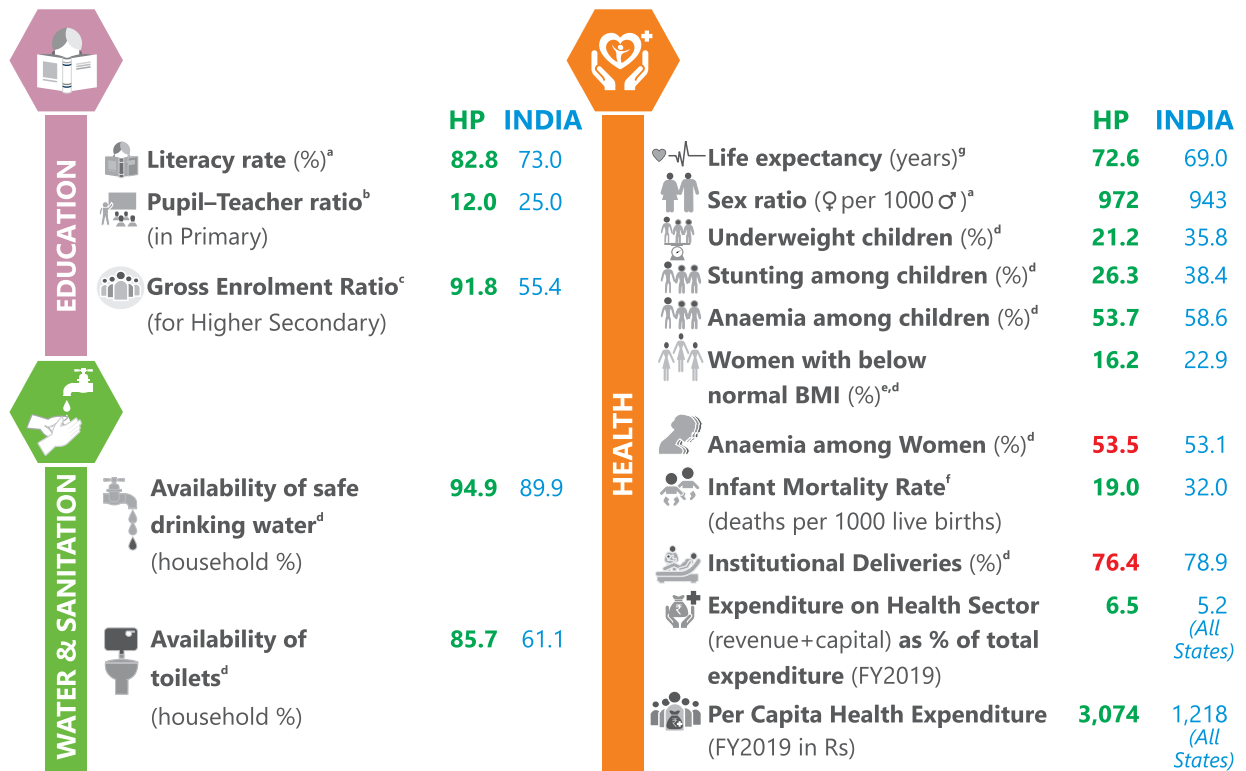 HP INDIA
EDUCATION
Literacy rate (%)ᵃ 82.8 73.0
Pupil–Teacher ratioᵇ 12.0 25.0
(in Primary)
Gross Enrolment Ratioᶜ 91.8 55.4
(for Higher Secondary)
WATER & SANITATION
Availability of safe 94.9 89.9
drinking waterᵈ
(household %)
Availability of 85.7 61.1
toiletsᵈ
(household %)
HP INDIA
HEALTH
Life expectancy (years)ᵍ 72.6 69.0
Sex ratio (♀ per 1000 ♂)ᵃ 972 943
Underweight children (%)ᵈ 21.2 35.8
Stunting among children (%)ᵈ 26.3 38.4
Anaemia among children (%)ᵈ 53.7 58.6
Women with below 16.2 22.9
normal BMI (%)ᵉ,ᵈ
Anaemia among Women (%)ᵈ 53.5 53.1
Infant Mortality Rateᶠ 19.0 32.0
(deaths per 1000 live births)
Institutional Deliveries (%)ᵈ 76.4 78.9
Expenditure on Health Sector 6.5 5.2
(revenue+capital) as % of total (All
States)
expenditure (FY2019)
Per Capita Health Expenditure 3,074 1,218
(FY2019 in Rs) (All
States)